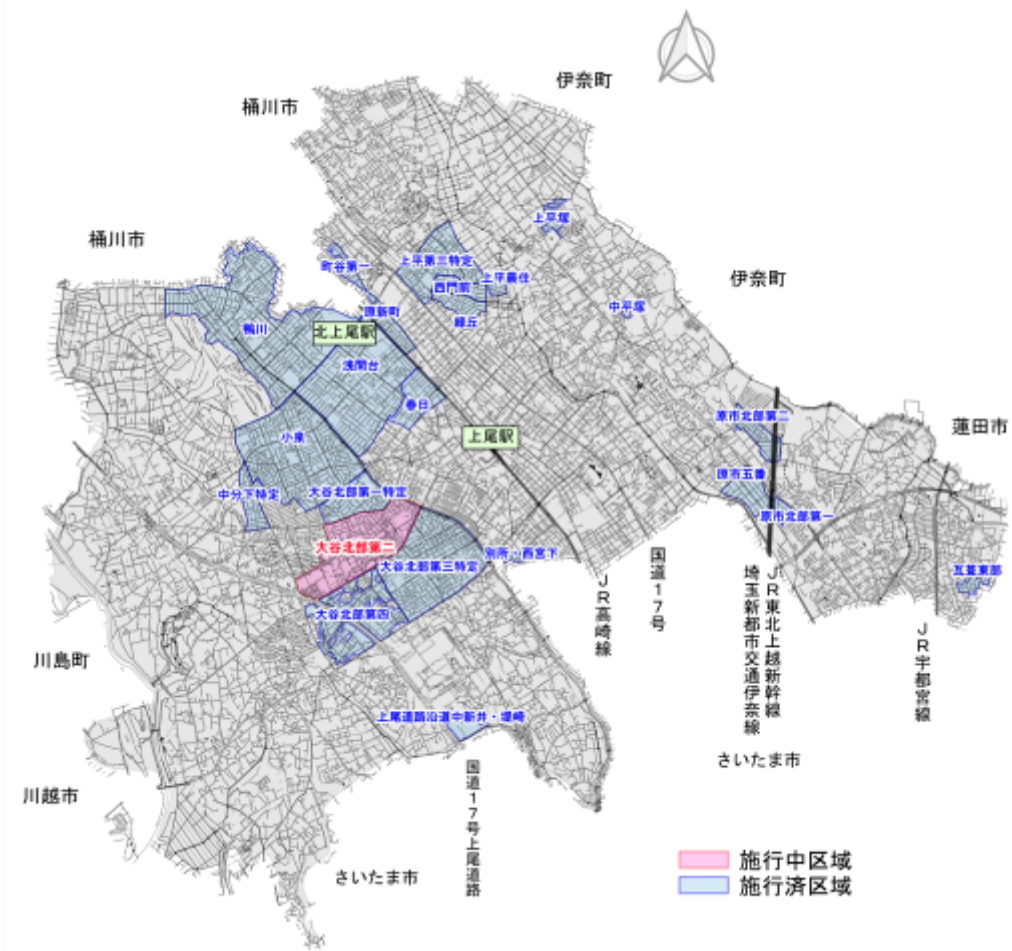 伊奈町
桶川市
上平塚
桶川市
町谷第一
上平第三特定
上平蔵住
伊奈町
西門前
中平塚
原新町
緑丘
鴨川
北上尾駅
浅間台
春日
原市北部第二
蓮田市
小泉
上尾駅
原市五番
中分下特定
大谷北部第一特定
原市北部第一
大谷北部第二
別所・西宮下
大谷北部第三特定
瓦葺東部
大谷北部第四
JR高崎線
国道17号
埼玉新都市交通伊奈線
JR東北上越新幹線
JR宇都宮線
川島町
上尾道路沿道中新井・堤崎
さいたま市
川越市
国道17号上尾道路
さいたま市
施行中区域
施行済区域